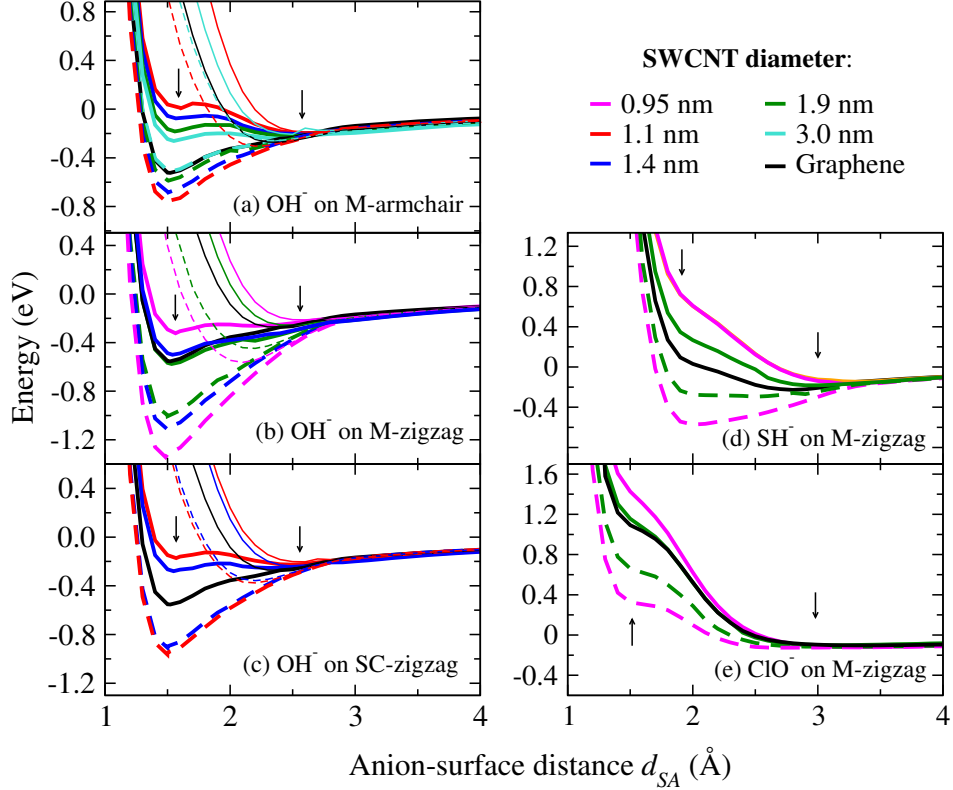 SWCNT diameter:
0.95 nm
1.9 nm
1.1 nm
3.0 nm
1.4 nm
Graphene
Energy (eV)
0.8
0.4
0
-0.4
-0.8
(a) OH⁻ on M-armchair
0.4
0.0
-0.4
-0.8
-1.2
(b) OH⁻ on M-zigzag
0.4
0.0
-0.4
-0.8
-1.2
(c) OH⁻ on SC-zigzag
1 2 3 4
1.2
0.8
0.4
0
-0.4
(d) SH⁻ on M-zigzag
1.6
1.2
0.8
0.4
0
-0.4
(e) ClO⁻ on M-zigzag
1 2 3 4
Anion-surface distance d_SA (Å)